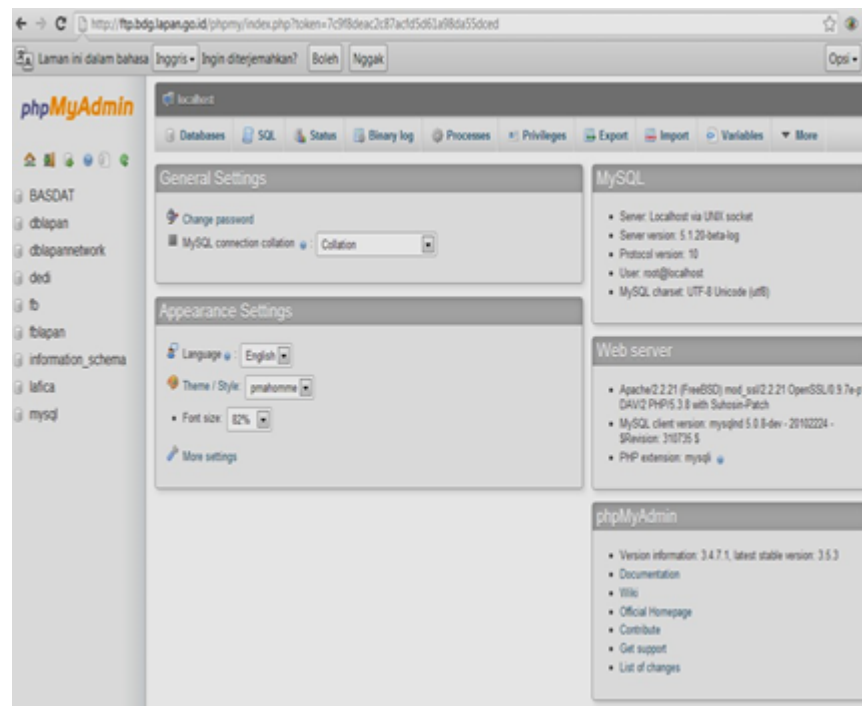 http://ftp.bdg.lapan.go.id/phpmy/index.php?token=7c9f8deac2c87acfd5d61a98da55dced
Laman ini dalam bahasa Inggris Ingin diterjemahkan? Boleh Nggak Opsi
phpMyAdmin
localhost
Databases SQL Status Binary log Processes Privileges Export Import Variables More
BASDAT
dblapan
dblapannetwork
dedi
fb
fblapan
information_schema
lafica
mysql
General Settings
Change password
MySQL connection collation : Collation
Appearance Settings
Language : English
Theme / Style: pmahomme
Font size: 82%
More settings
MySQL
Server: Localhost via UNIX socket
Server version: 5.1.20-beta-log
Protocol version: 10
User: root@localhost
MySQL charset: UTF-8 Unicode (utf8)
Web server
Apache/2.2.21 (FreeBSD) mod_ssl/2.2.21 OpenSSL/0.9.7e-p
DAV/2 PHP/5.3.8 with Suhosin-Patch
MySQL client version: mysqlnd 5.0.8-dev - 20102224 -
$Revision: 310735 $
PHP extension: mysqli
phpMyAdmin
Version information: 3.4.7.1, latest stable version: 3.5.3
Documentation
Wiki
Official Homepage
Contribute
Get support
List of changes